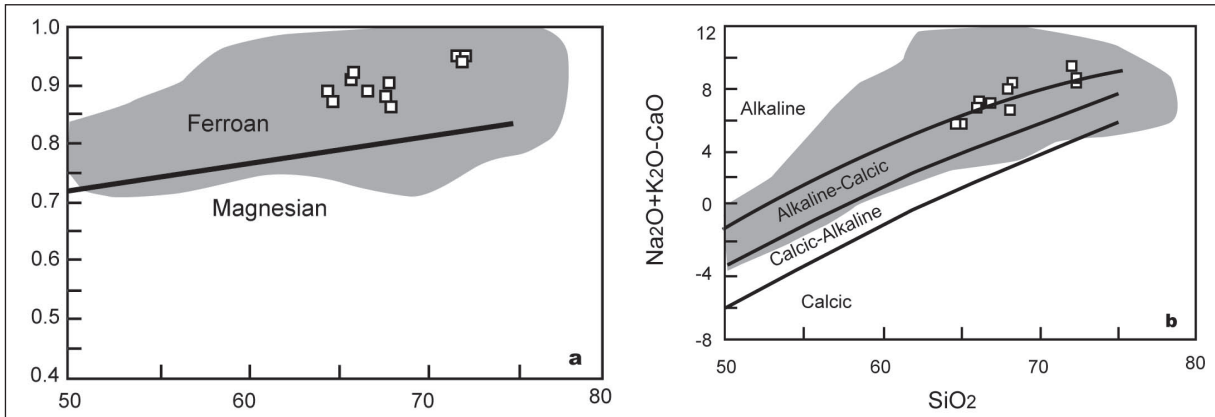 1.0
0.9
0.8
0.7
0.6
0.5
0.4
50
60
70
80
Ferroan
Magnesian
a
Na2O+K2O-CaO
12
8
4
0
-4
-8
50
60
70
80
SiO2
Alkaline
Alkaline-Calcic
Calcic-Alkaline
Calcic
b